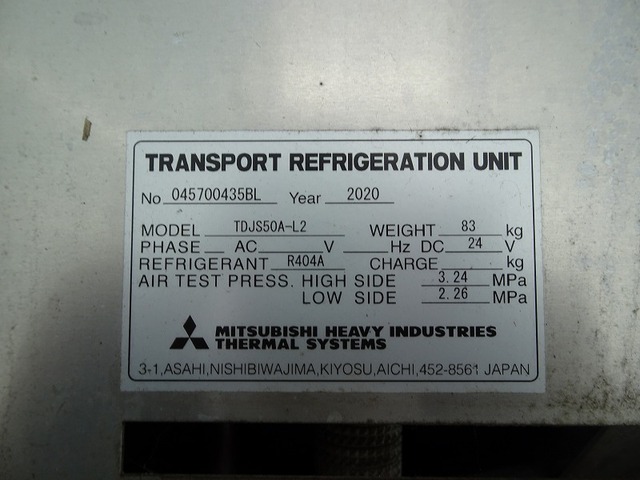 TRANSPORT REFRIGERATION UNIT
No 045700435BL Year 2020
MODEL TDJS50A-L2 WEIGHT 83 kg
PHASE AC V Hz DC 24 V
REFRIGERANT R404A CHARGE kg
AIR TEST PRESS. HIGH SIDE 3.24 MPa
LOW SIDE 2.26 MPa
MITSUBISHI HEAVY INDUSTRIES
THERMAL SYSTEMS
3-1,ASAHI,NISHIBIWAJIMA,KIYOSU,AICHI,452-8561 JAPAN